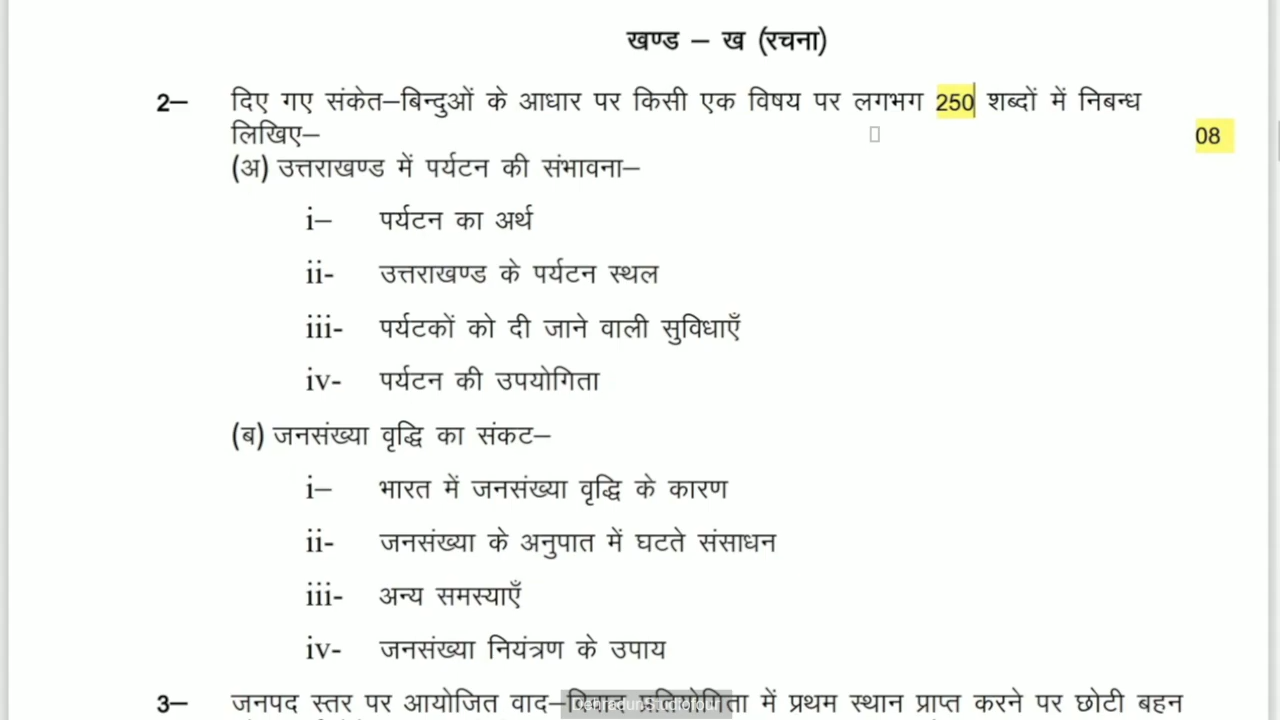 खण्ड – ख (रचना)
2– दिए गए संकेत–बिन्दुओं के आधार पर किसी एक विषय पर लगभग 250 शब्दों में निबन्ध
लिखिए– 08
(अ) उत्तराखण्ड में पर्यटन की संभावना–
i– पर्यटन का अर्थ
ii- उत्तराखण्ड के पर्यटन स्थल
iii- पर्यटकों को दी जाने वाली सुविधाएँ
iv- पर्यटन की उपयोगिता
(ब) जनसंख्या वृद्धि का संकट–
i– भारत में जनसंख्या वृद्धि के कारण
ii- जनसंख्या के अनुपात में घटते संसाधन
iii- अन्य समस्याएँ
iv- जनसंख्या नियंत्रण के उपाय
3– जनपद स्तर पर आयोजित वाद–विवाद प्रतियोगिता में प्रथम स्थान प्राप्त करने पर छोटी बहन